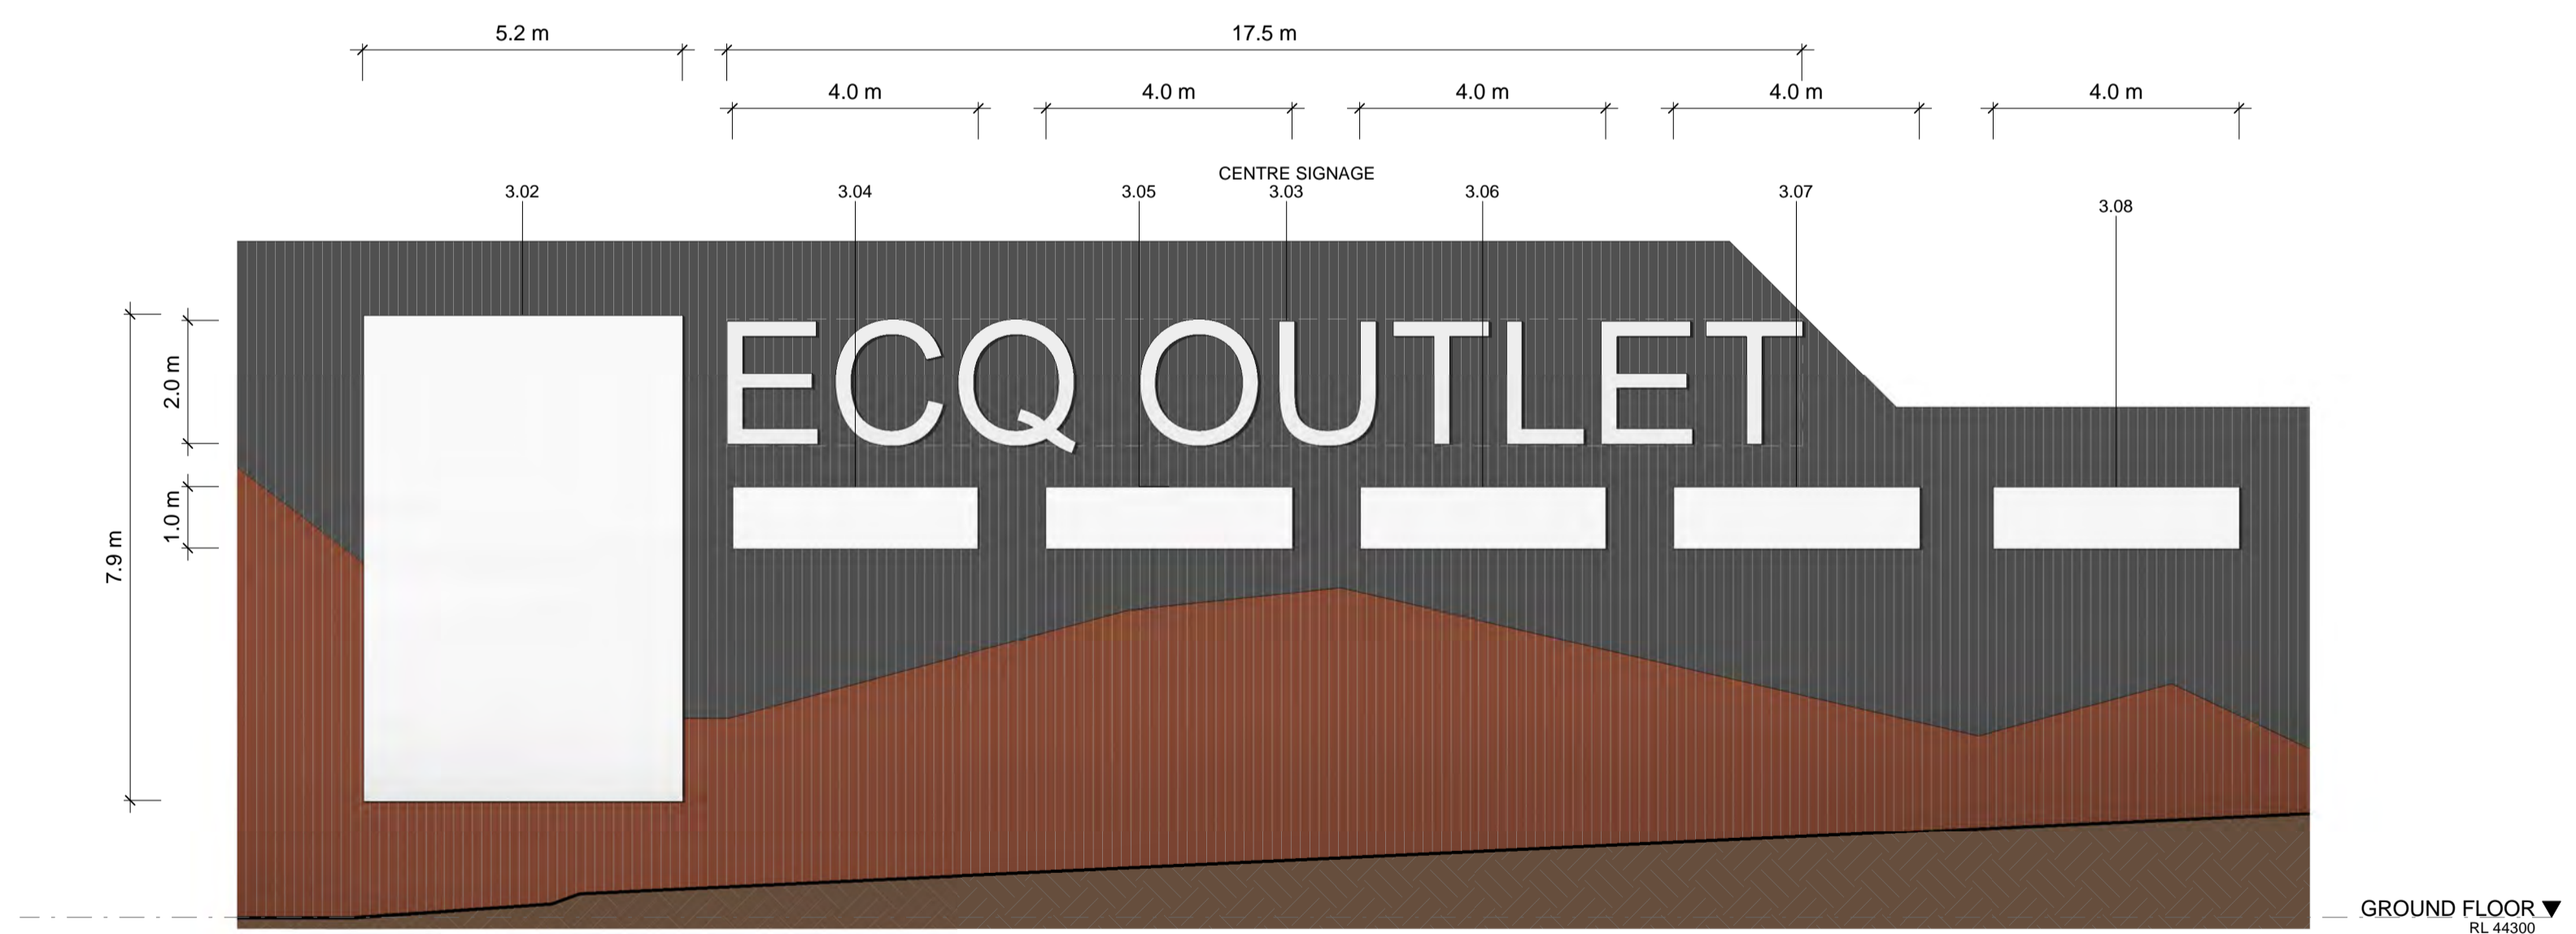 5.2 m
17.5 m
4.0 m
4.0 m
4.0 m
4.0 m
4.0 m
CENTRE SIGNAGE
3.02
3.04
3.05
3.03
3.06
3.07
3.08
ECQ OUTLET
2.0 m
1.0 m
7.9 m
GROUND FLOOR
RL 44300